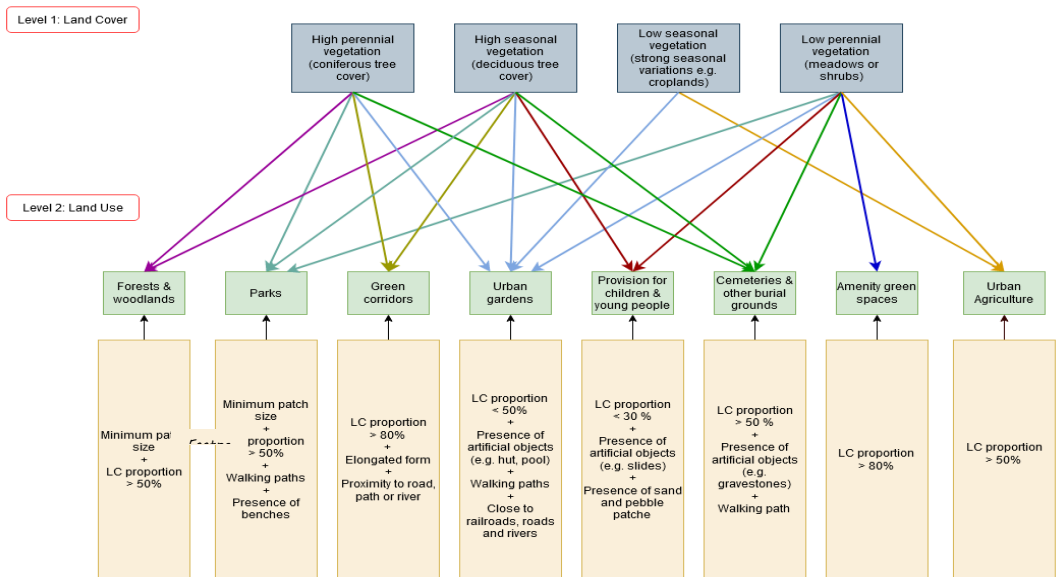 Level 1: Land Cover
High perennial
vegetation
(coniferous tree
cover)
High seasonal
vegetation
(deciduous tree
cover)
Low seasonal
vegetation
(strong seasonal
variations e.g.
croplands)
Low perennial
vegetation
(meadows or
shrubs)
Level 2: Land Use
Forests &
woodlands
Parks
Green
corridors
Urban
gardens
Provision for
children &
young people
Cemeteries &
other burial
grounds
Amenity green
spaces
Urban
Agriculture
Minimum
size
+
LC proportion
> 50%
Minimum patch
size
+
proportion
> 50%
+
Walking paths
+
Presence of
benches
LC proportion
> 80%
+
Elongated form
+
Proximity to road,
path or river
LC proportion
< 50%
+
Presence of
artificial objects
(e.g. hut, pool)
+
Walking paths
+
Close to
railroads, roads
and rivers
LC proportion
<30 %
+
Presence of
artificial objects
(e.g. slides)
+
Presence of sand
and pebble
patche
LC proportion
> 50 %
+
Presence of
artificial objects
(e.g.
gravestones)
+
Walking path
LC proportion
> 80%
LC proportion
> 50%